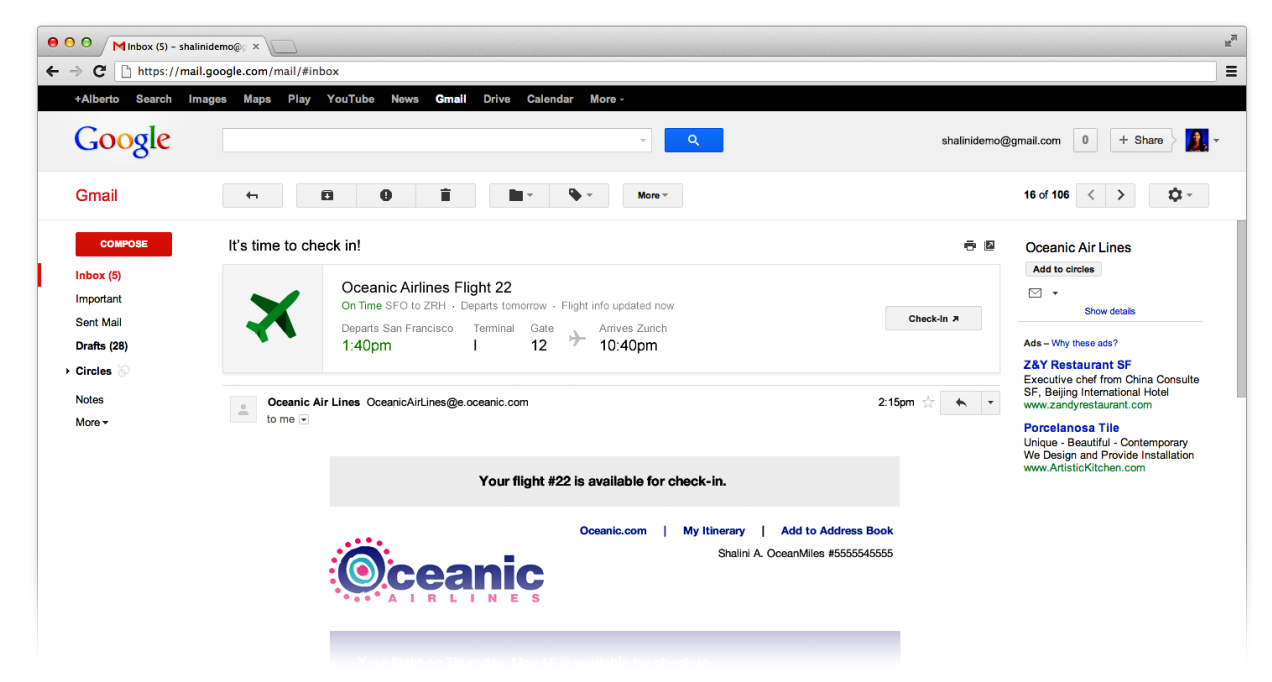 Inbox (5) – shalinidemo@g
https://mail.google.com/mail/#inbox
+Alberto Search Images Maps Play YouTube News Gmail Drive Calendar More
Google
shalinidemo@gmail.com 0 + Share
Gmail
More
16 of 106
COMPOSE
Inbox (5)
Important
Sent Mail
Drafts (28)
Circles
Notes
More
It's time to check in!
Oceanic Airlines Flight 22
On Time SFO to ZRH · Departs tomorrow · Flight info updated now
Departs San Francisco Terminal Gate Arrives Zurich
1:40pm I 12 10:40pm
Check-In
Oceanic Air Lines OceanicAirLines@e.oceanic.com
2:15pm
to me
Your flight #22 is available for check-in.
Oceanic.com | My Itinerary | Add to Address Book
Shalini A. OceanMiles #5555545555
Oceanic
AIRLINES
Oceanic Air Lines
Add to circles
Show details
Ads – Why these ads?
Z&Y Restaurant SF
Executive chef from China Consulte
SF, Beijing International Hotel
www.zandyrestaurant.com
Porcelanosa Tile
Unique - Beautiful - Contemporary
We Design and Provide Installation
www.ArtisticKitchen.com